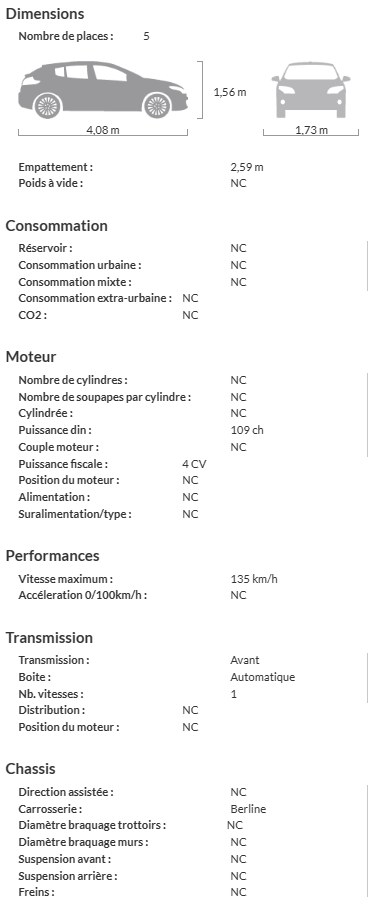 Dimensions
Nombre de places : 5
1,56 m
4,08 m 1,73 m
Empattement : 2,59 m
Poids à vide : NC
Consommation
Réservoir : NC
Consommation urbaine : NC
Consommation mixte : NC
Consommation extra-urbaine : NC
CO2 : NC
Moteur
Nombre de cylindres : NC
Nombre de soupapes par cylindre : NC
Cylindrée : NC
Puissance din : 109 ch
Couple moteur : NC
Puissance fiscale : 4 CV
Position du moteur : NC
Alimentation : NC
Suralimentation/type : NC
Performances
Vitesse maximum : 135 km/h
Accéleration 0/100km/h : NC
Transmission
Transmission : Avant
Boite : Automatique
Nb. vitesses : 1
Distribution : NC
Position du moteur : NC
Chassis
Direction assistée : NC
Carrosserie : Berline
Diamètre braquage trottoirs : NC
Diamètre braquage murs : NC
Suspension avant : NC
Suspension arrière : NC
Freins : NC